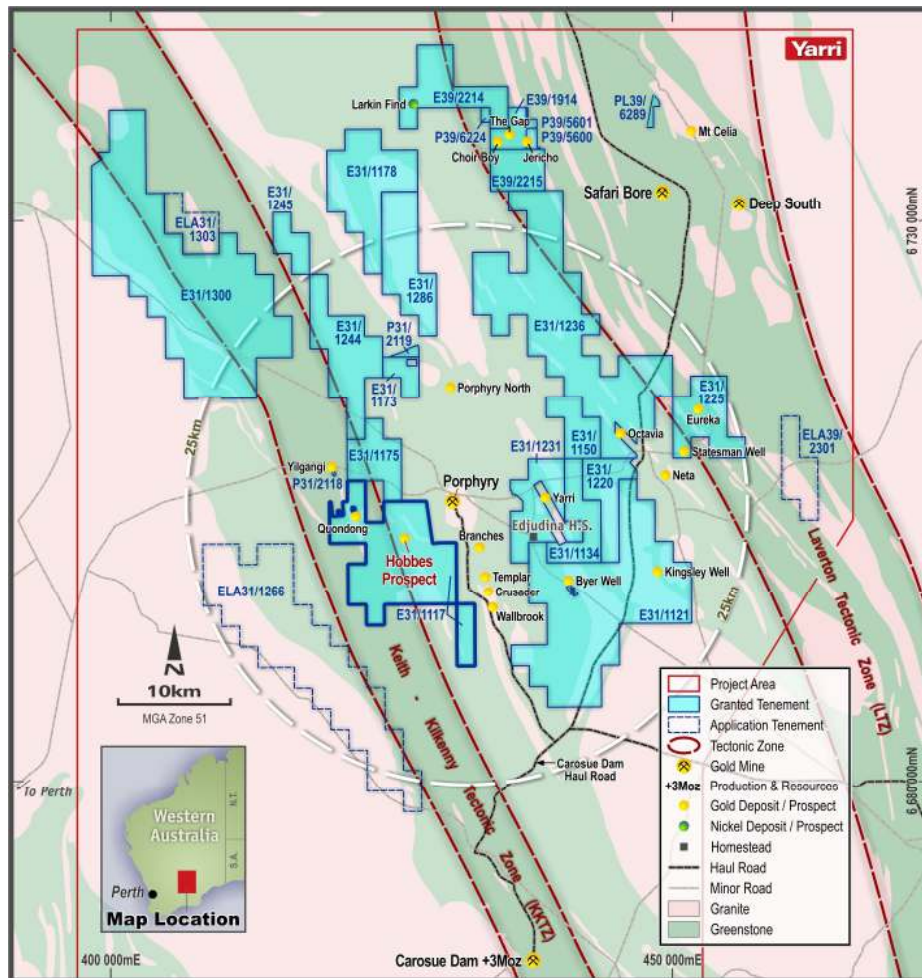 Yarri
E39/2214
E39/1914
PL39/
6289
Larkin Find
The Gap
P39/5601
P39/6224
P39/5600
Mt Celia
Choir Boy
Jericho
E31/1178
E39/2215
Safari Bore
Deep South
E31/
1245
ELA31/
1303
6 730 000mN
E31/1300
E31/
1286
E31/
1244
P31/
2119
E31/1236
E31/
1173
Porphyry North
E31/
1225
Eureka
25km
E31/1175
E31/1231
E31/
1150
Octavia
ELA39/
2301
Yilgangi
P31/2118
Statesman Well
E31/
1220
Neta
Porphyry
Yarri
Quondong
Edjudina H.S.
Branches
E31/1134
Hobbes
Prospect
ELA31/1266
Templar
Crusader
Wallbrook
Byer Well
Kingsley Well
E31/1117
E31/1121
25km
Laverton Tectonic Zone
(LTZ)
Keith - Kilkenny Tectonic Zone
(KKTZ)
N
10km
MGA Zone 51
Carosue Dam
Haul Road
To Perth
6 680 000mN
Western
Australia
N.T.
S.A.
Perth
Map Location
Project Area
Granted Tenement
Application Tenement
Tectonic Zone
Gold Mine
+3Moz Production & Resources
Gold Deposit / Prospect
Nickel Deposit / Prospect
Homestead
Haul Road
Minor Road
Granite
Greenstone
400 000mE
Carosue Dam +3Moz
450 000mE